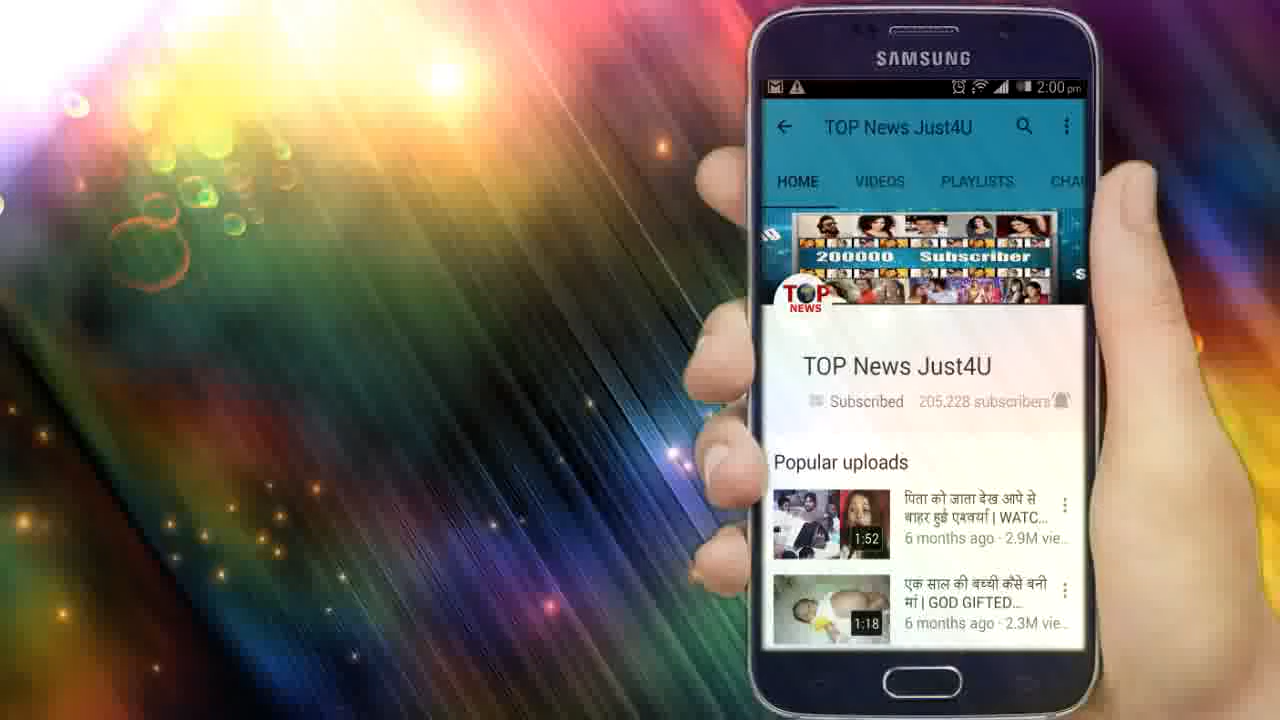 SAMSUNG
2:00 pm
TOP News Just4U
HOME VIDEOS PLAYLISTS CHA
200000 Subscriber
TOP
NEWS
TOP News Just4U
Subscribed 205,228 subscribers
Popular uploads
पिता को जाता देख आपे से
बाहर हुई | WATC...
6 months ago · 2.9M vie...
1:52
एक साल की बच्ची कैसे बनी
मां | GOD GIFTED...
6 months ago · 2.3M vie...
1:18